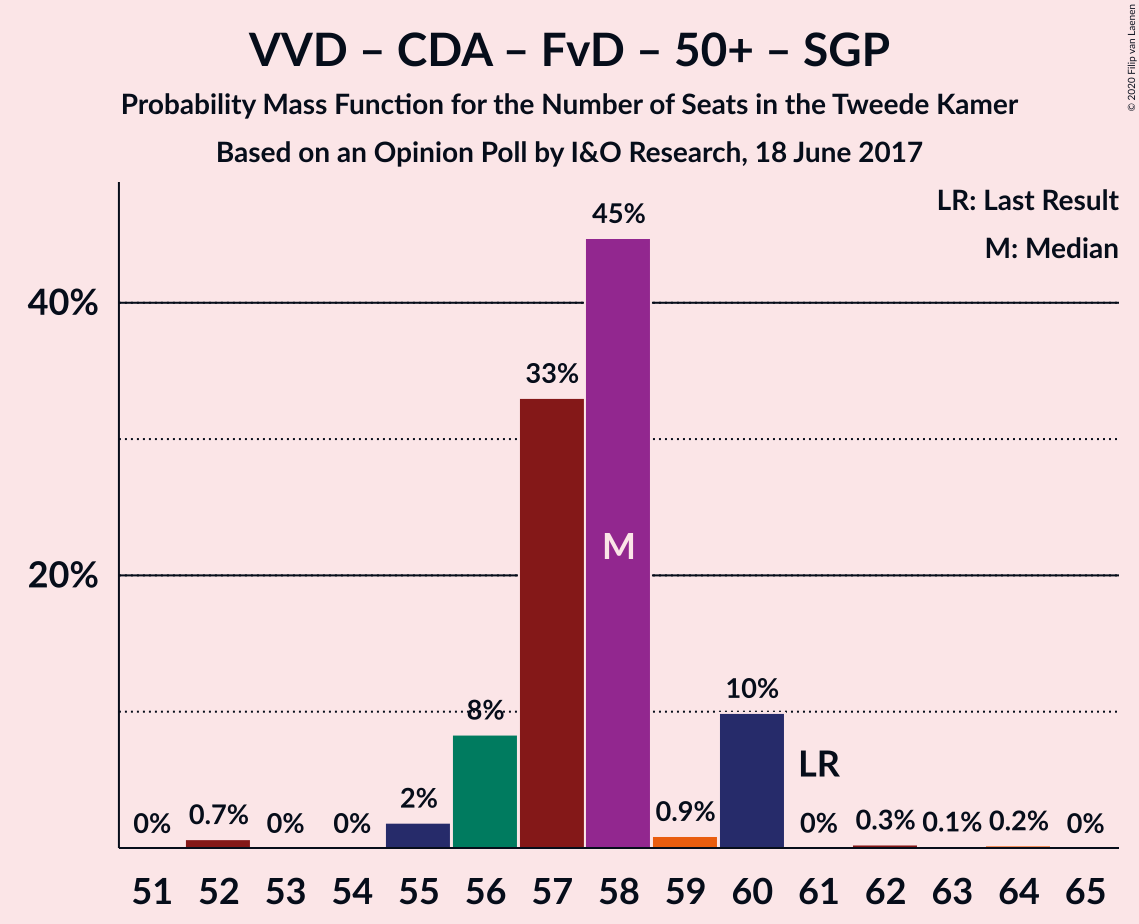 VVD – CDA – FvD – 50+ – SGP
Probability Mass Function for the Number of Seats in the Tweede Kamer
Based on an Opinion Poll by I&O Research, 18 June 2017
© 2020 Filip van Laenen
LR: Last Result
M: Median
40%
20%
0%
0.7%
0%
0%
2%
8%
33%
45%
0.9%
10%
0%
0.3%
0.1%
0.2%
0%
M
LR
51 52 53 54 55 56 57 58 59 60 61 62 63 64 65